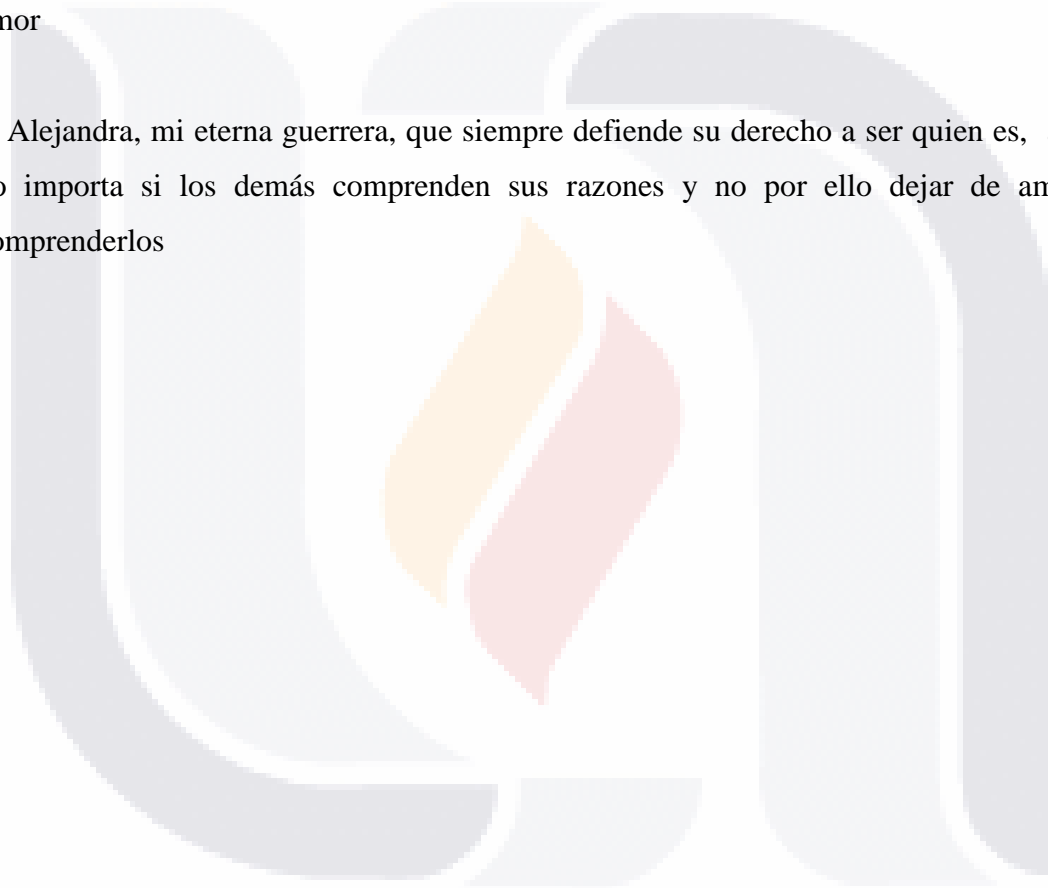 mor
Alejandra, mi eterna guerrera, que siempre defiende su derecho a ser quien es,
o importa si los demás comprenden sus razones y no por ello dejar de am
omprenderlos